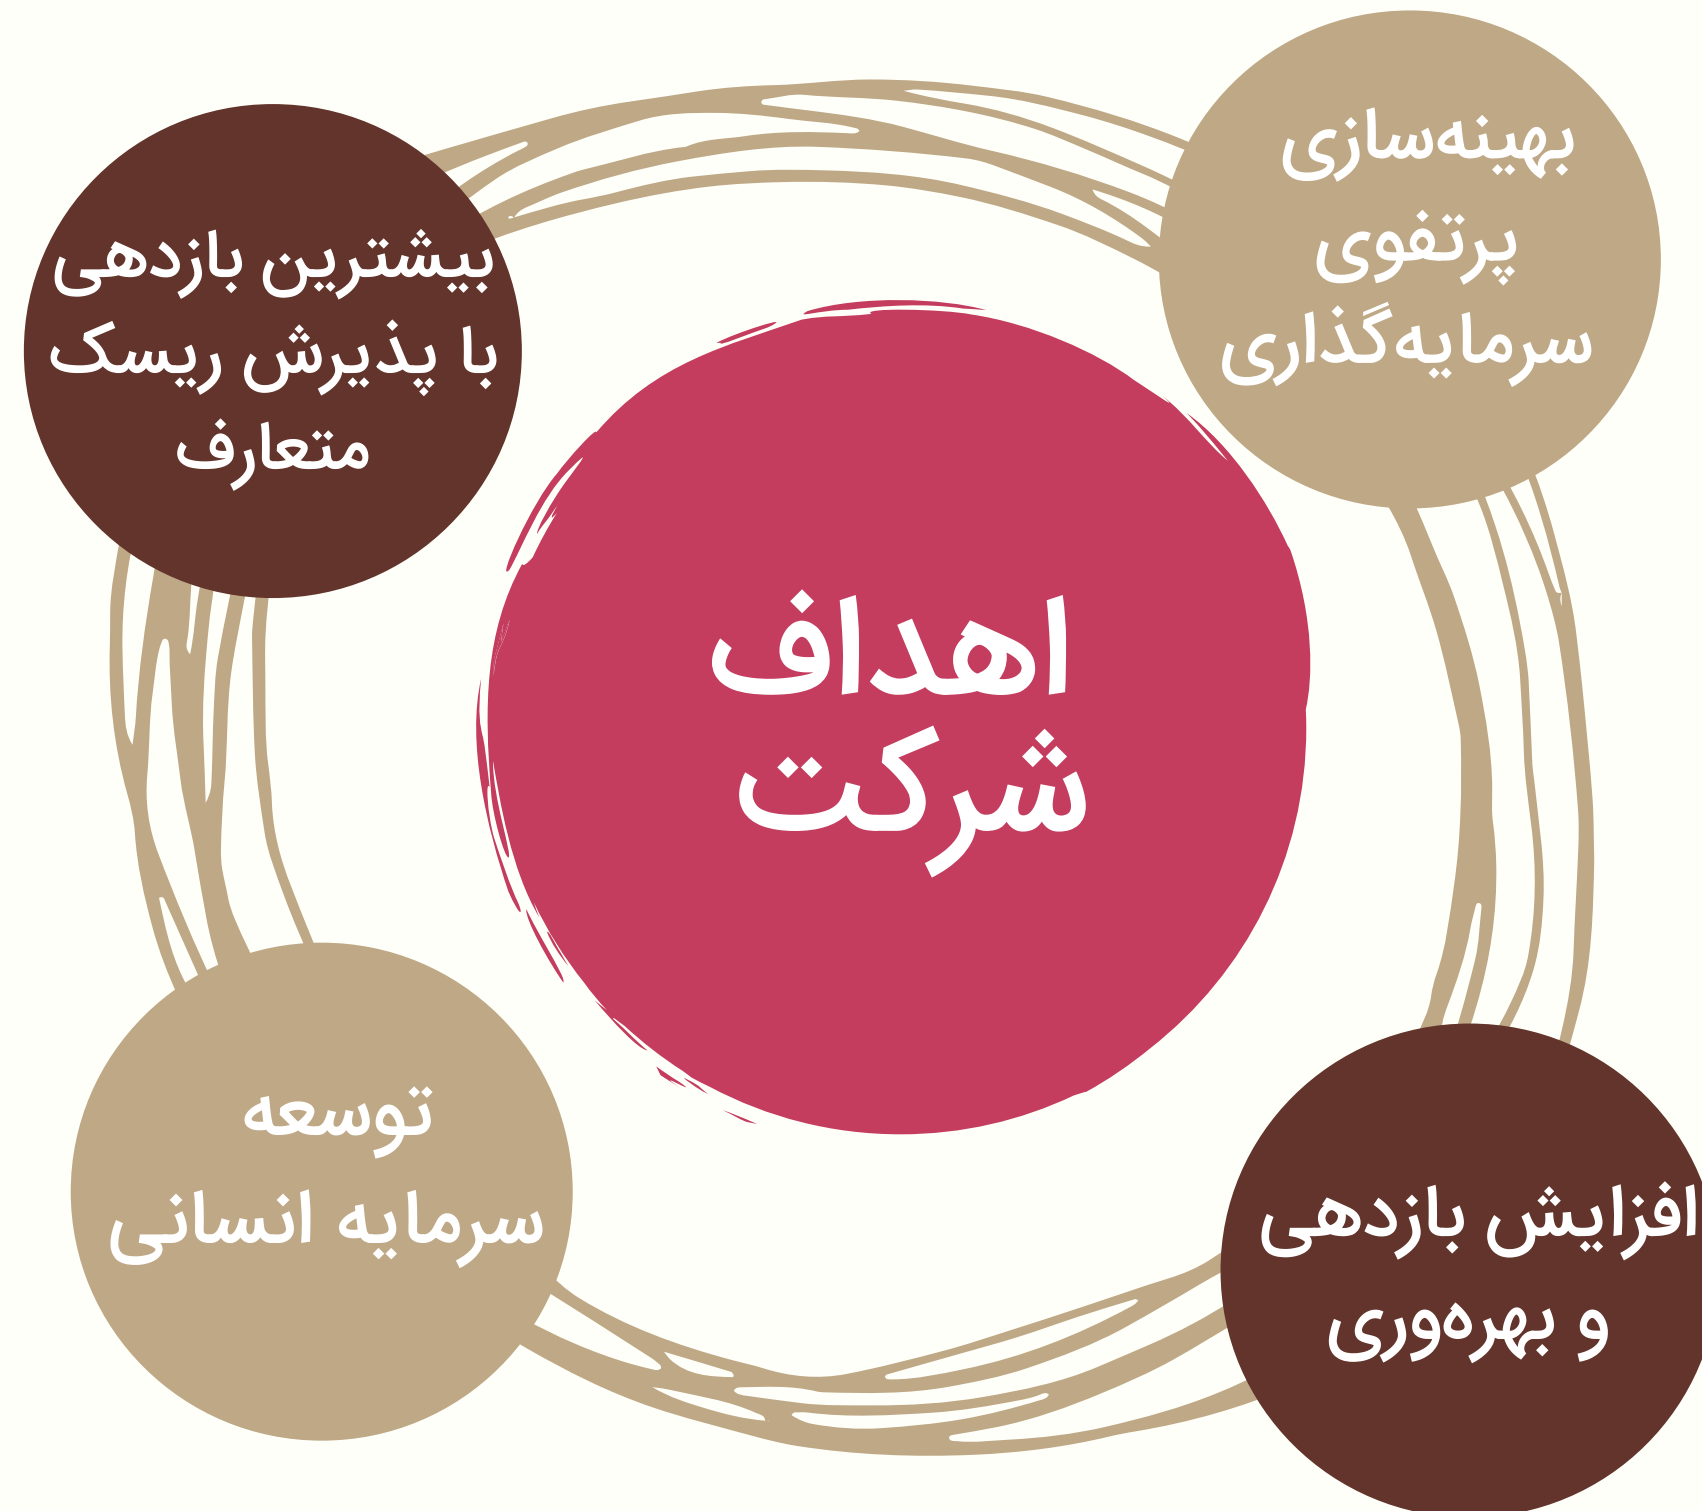 بهینه‌سازی
پرتفوی
سرمایه‌گذاری
بیشترین بازدهی
با پذیرش ریسک
متعارف
اهداف
شرکت
توسعه
سرمایه انسانی
افزایش بازدهی
و بهره‌وری